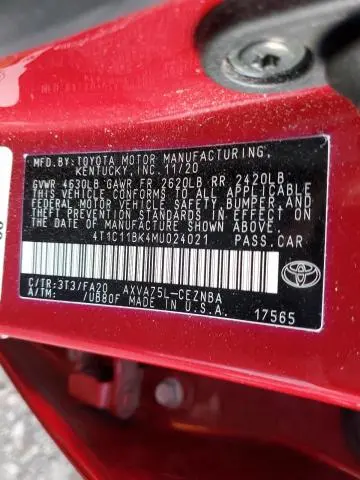 MFD.BY:TOYOTA MOTOR MANUFACTURING,
KENTUCKY,INC.11/20
GVWR 4630LB GAWR FR 2620LB RR 2420LB
THIS VEHICLE CONFORMS TO ALL APPLICABLE
FEDERAL MOTOR VEHICLE SAFETY, BUMPER, AND
THEFT PREVENTION STANDARDS IN EFFECT ON
THE DATE OF MANUFACTURE SHOWN ABOVE.
4T1C11BK4MU024021 PASS.CAR
C/TR:3T3/FA20 AXVA75L-CEZNBA
A/TM: /UB80F MADE IN U.S.A.
17565
TOYOTA